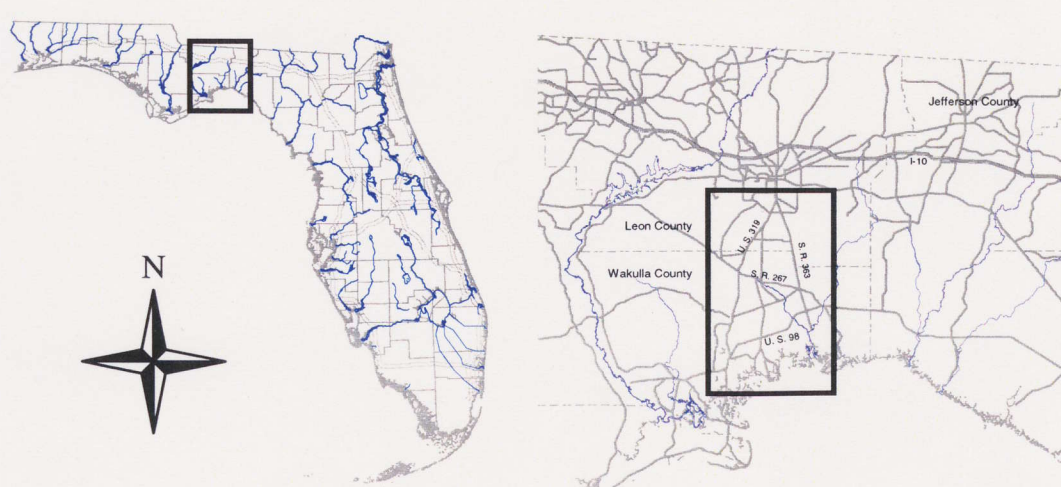 N
Jefferson County
I-10
Leon County
U. S. 319
S. R. 363
Wakulla County
S. R. 267
U. S. 98